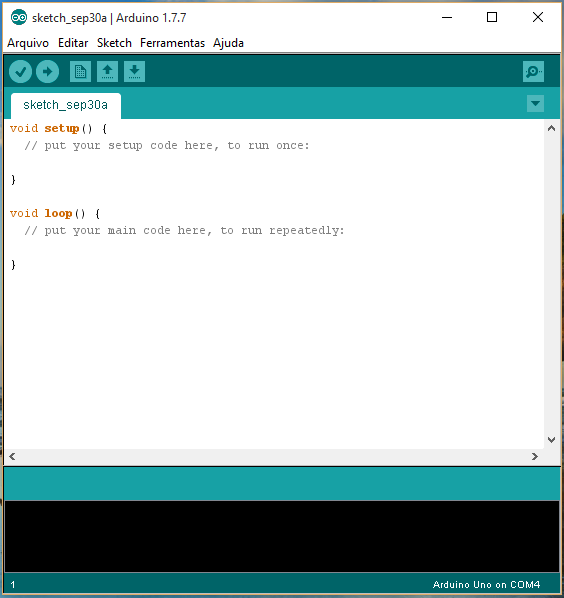 sketch_sep30a | Arduino 1.7.7
Arquivo Editar Sketch Ferramentas Ajuda
sketch_sep30a
void setup() {
// put your setup code here, to run once:
}
void loop() {
// put your main code here, to run repeatedly:
}
1 Arduino Uno on COM4